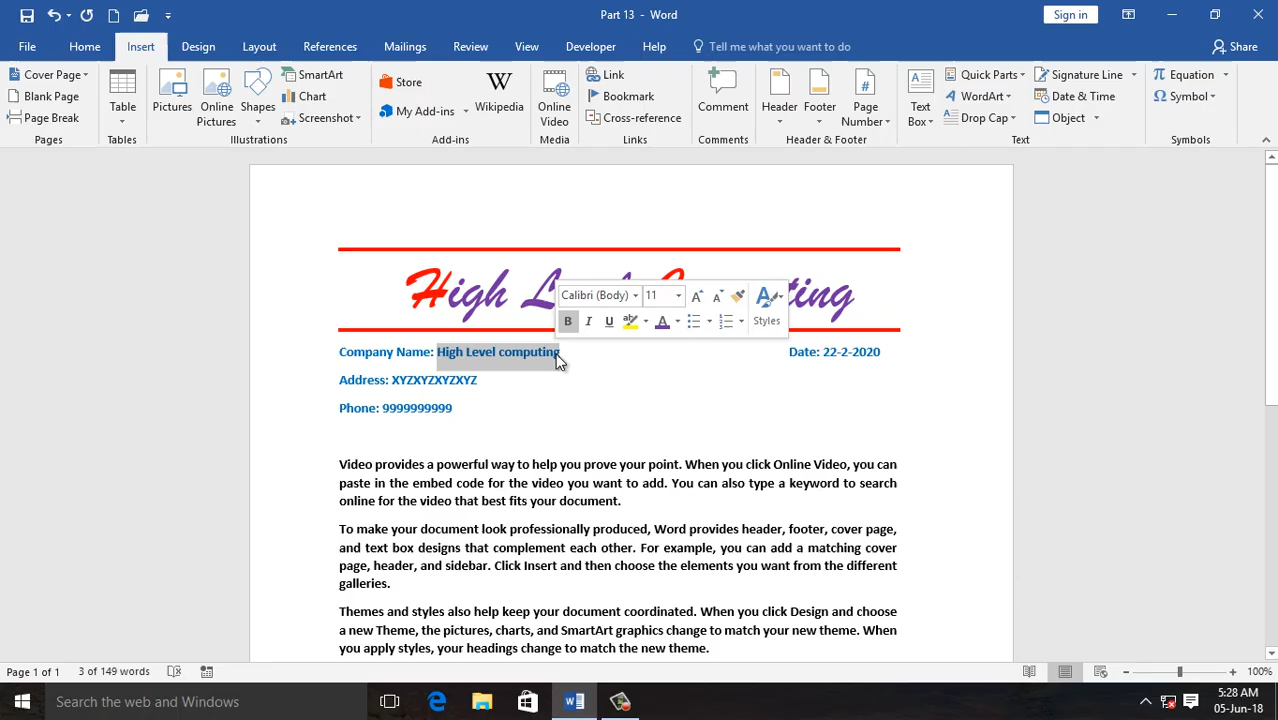 Part 13 - Word
Sign in
File Home Insert Design Layout References Mailings Review View Developer Help Tell me what you want to do Share
Cover Page
Blank Page
Page Break
Pages
Table
Tables
Pictures
Online Pictures
Shapes
SmartArt
Chart
Screenshot
Illustrations
Store
My Add-ins
Wikipedia
Add-ins
Online Video
Media
Link
Bookmark
Cross-reference
Links
Comment
Comments
Header
Footer
Page Number
Header & Footer
Text Box
Quick Parts
WordArt
Drop Cap
Signature Line
Date & Time
Object
Text
Equation
Symbol
Symbols
High L ting
Calibri (Body) 11
B I U Styles
Company Name: High Level computing Date: 22-2-2020
Address: XYZXYZXYZXYZ
Phone: 9999999999
Video provides a powerful way to help you prove your point. When you click Online Video, you can
paste in the embed code for the video you want to add. You can also type a keyword to search
online for the video that best fits your document.
To make your document look professionally produced, Word provides header, footer, cover page,
and text box designs that complement each other. For example, you can add a matching cover
page, header, and sidebar. Click Insert and then choose the elements you want from the different
galleries.
Themes and styles also help keep your document coordinated. When you click Design and choose
a new Theme, the pictures, charts, and SmartArt graphics change to match your new theme. When
you apply styles, your headings change to match the new theme.
Page 1 of 1 3 of 149 words 100%
Search the web and Windows
5:28 AM
05-Jun-18